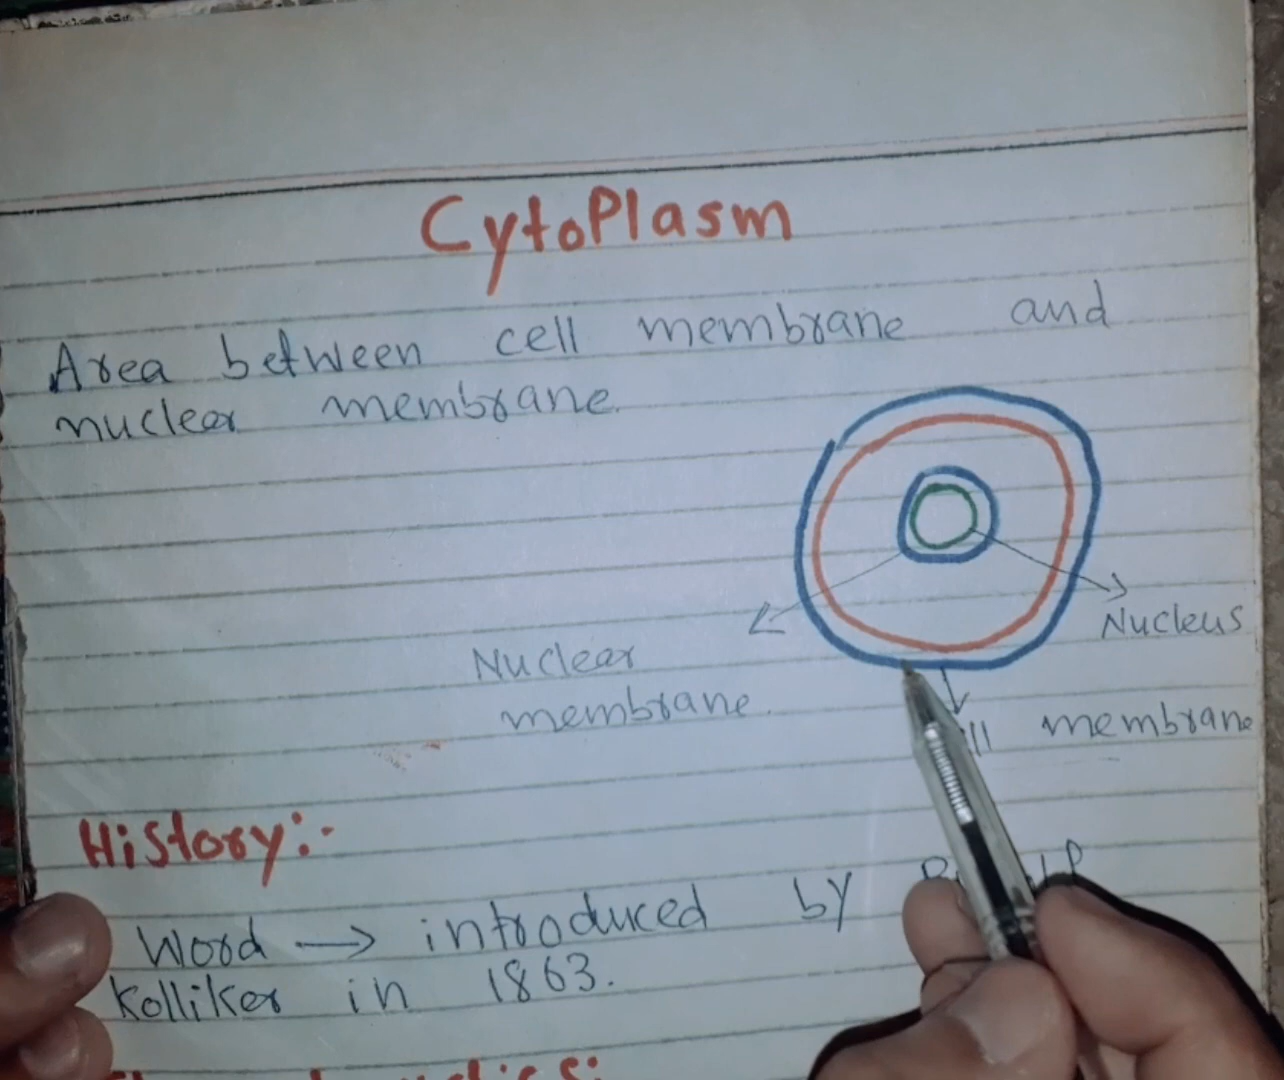 CytoPlasm
Area between cell membrane and
nuclear membrane.
Nucleus
Nuclear
membrane.
membrane
History:-
Word → introduced by
Kolliker in 1863.